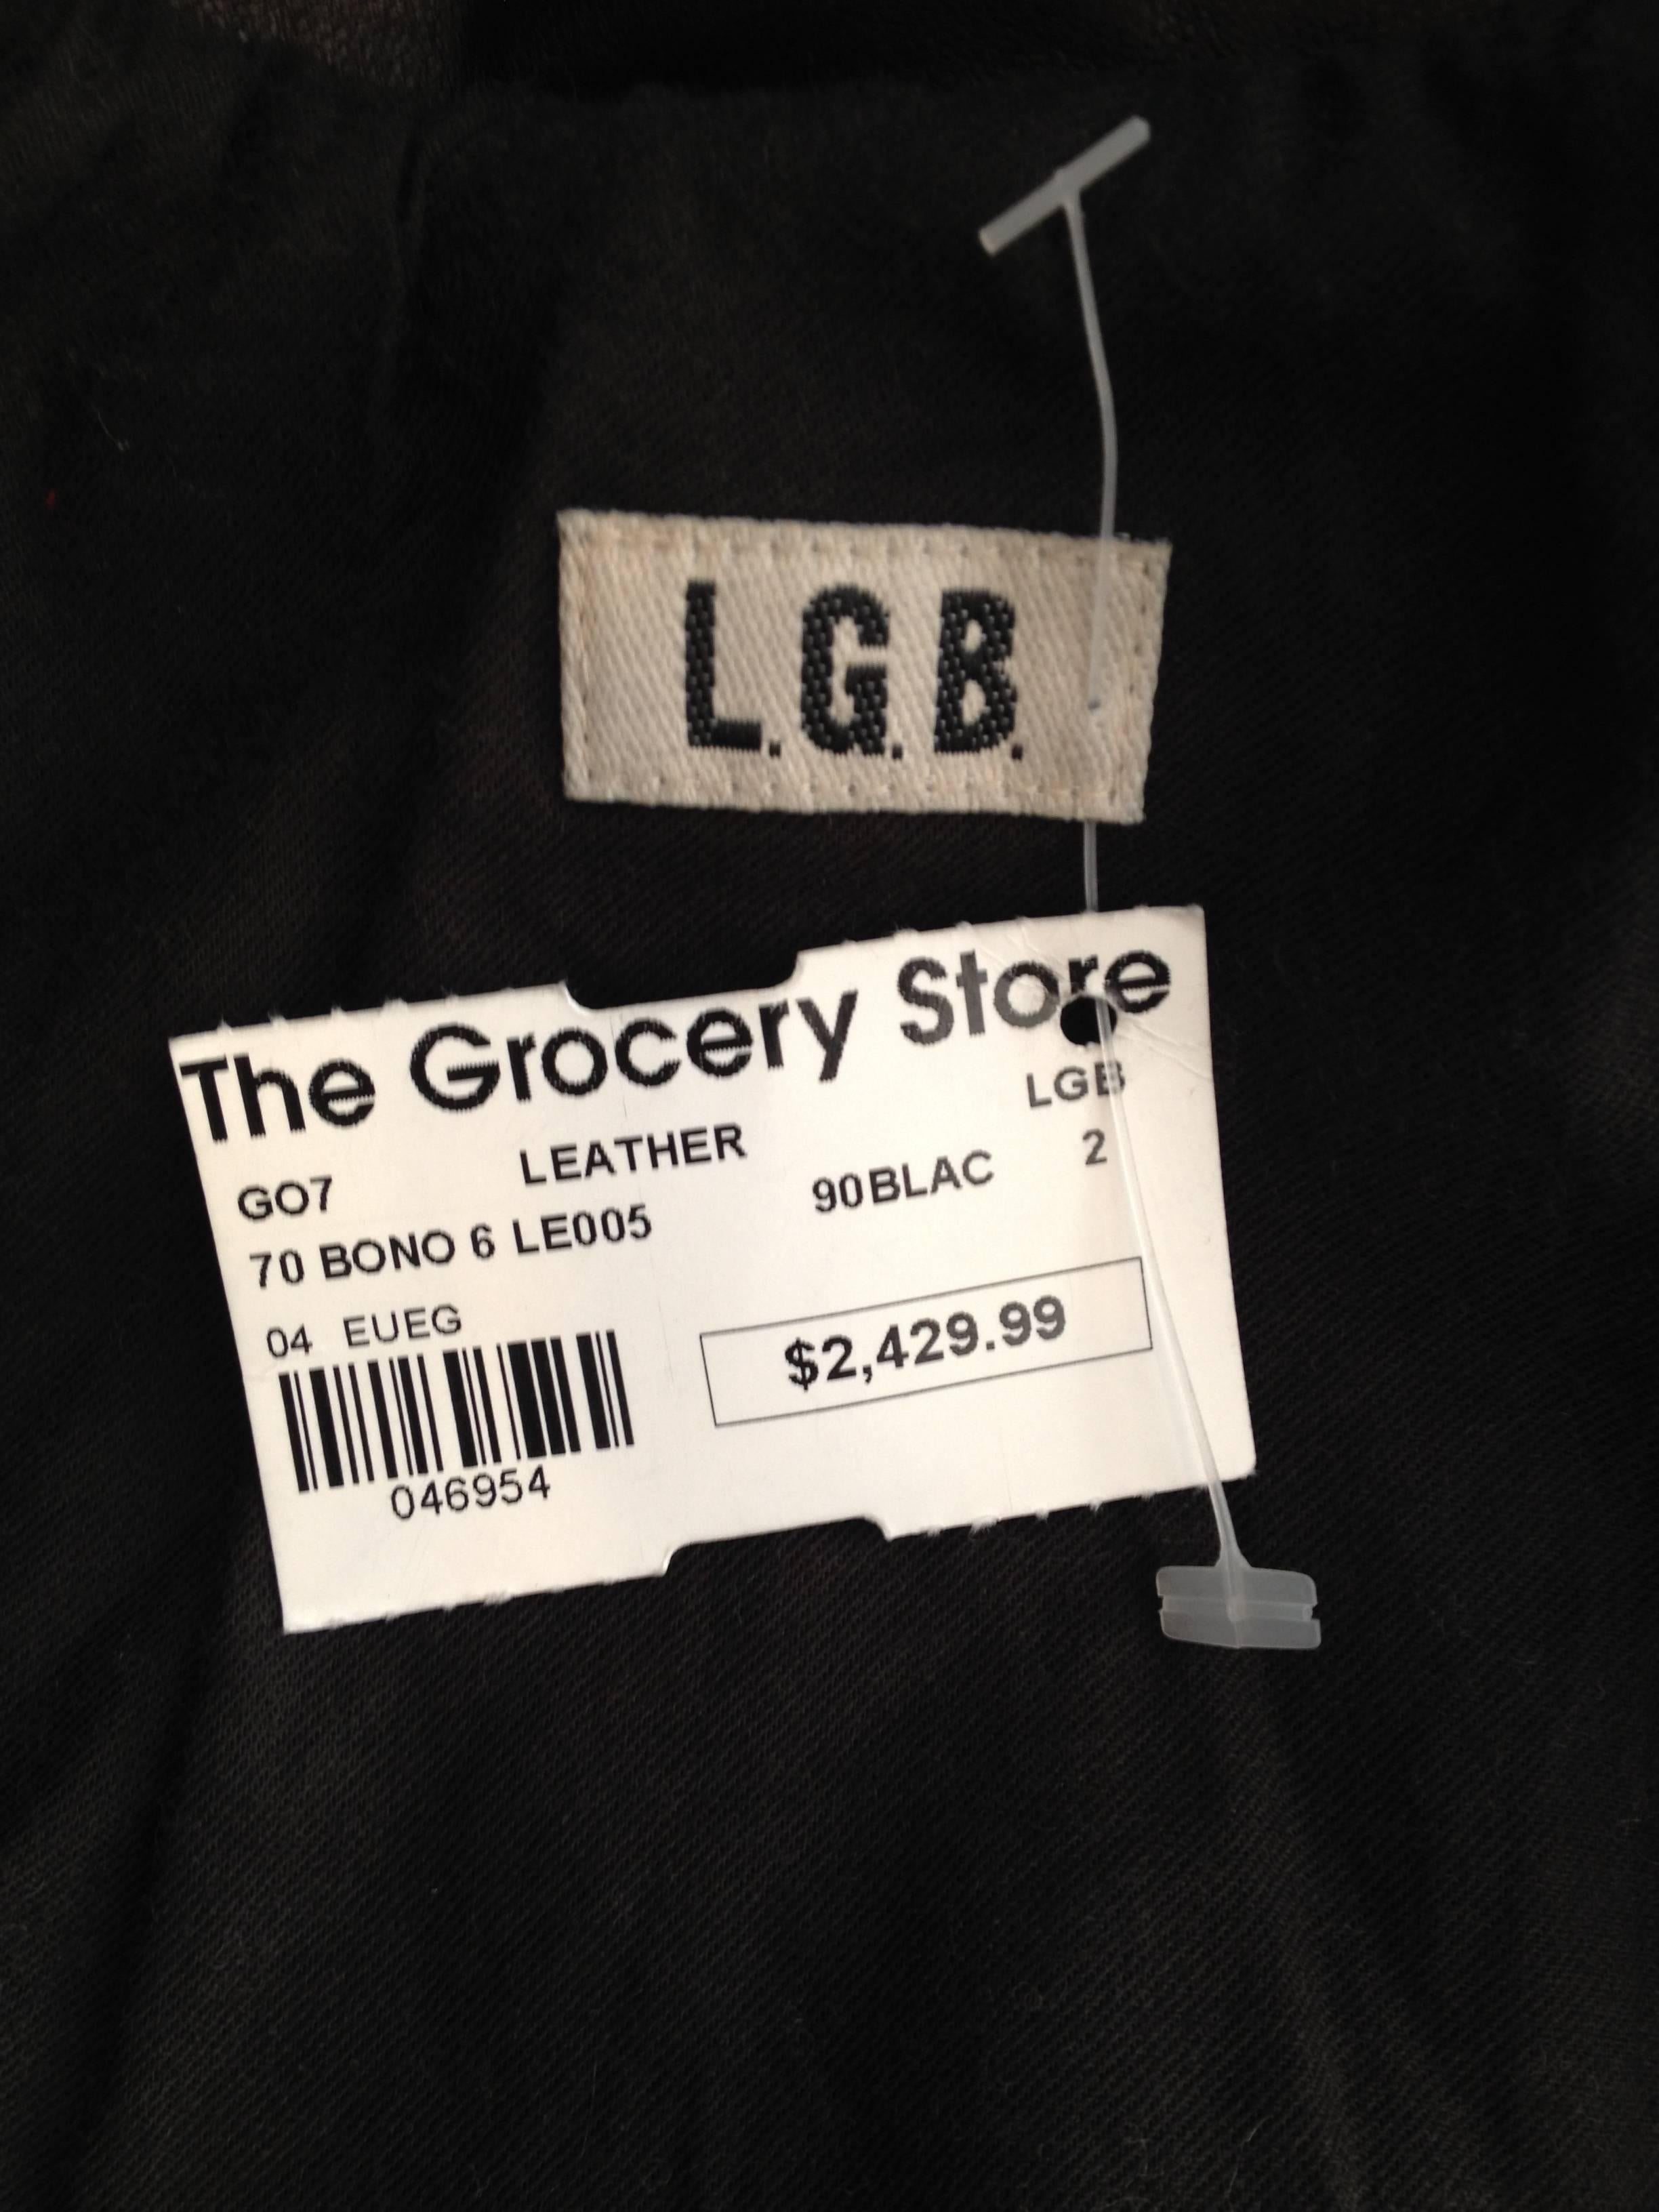 L.G.B.
The Grocery Store
LGB
GO7 LEATHER 2
70 BONO 6 LE005 90BLAC
04 EUEG
$2,429.99
046954